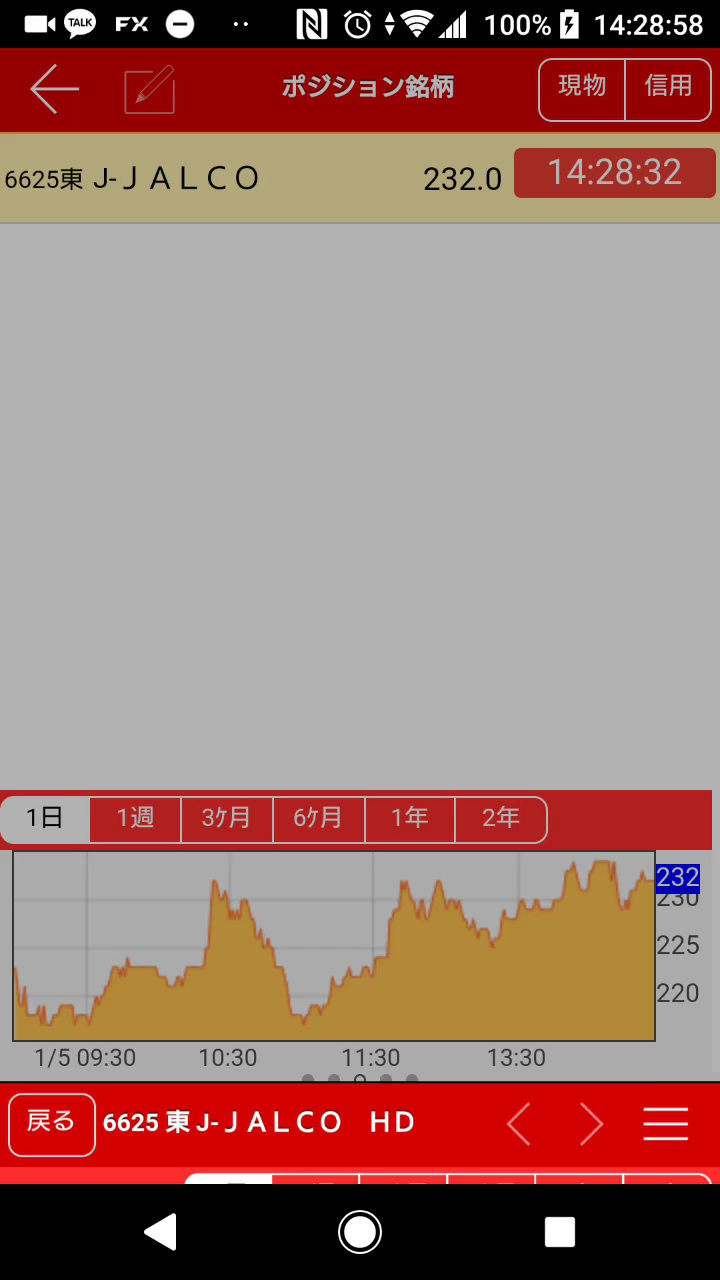 TALK FX 100% 14:28:58
ポジション銘柄 現物 信用
6625東 J-ＪＡＬＣＯ 232.0 14:28:32
1日 1週 3ヶ月 6ヶ月 1年 2年
232
230
225
220
1/5 09:30 10:30 11:30 13:30
戻る 6625 東 J-ＪＡＬＣＯ　ＨＤ